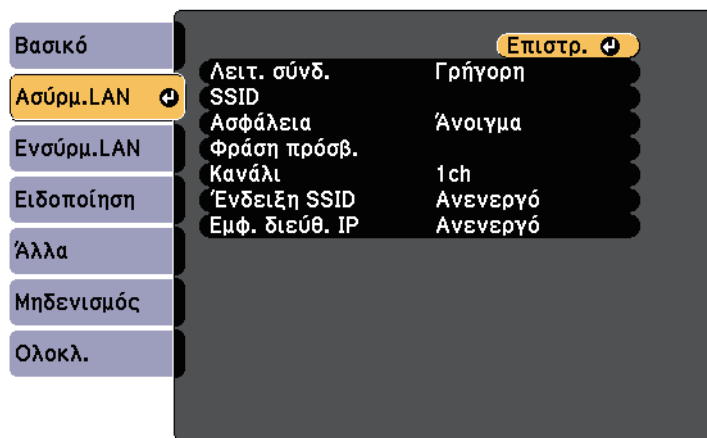 Βασικό
Ασύρμ.LAN
Ενσύρμ.LAN
Ειδοποίηση
Άλλα
Μηδενισμός
Ολοκλ.
Επιστρ.
Λειτ. σύνδ. Γρήγορη
SSID
Ασφάλεια Άνοιγμα
Φράση πρόσβ.
Κανάλι 1ch
Ένδειξη SSID Ανενεργό
Εμφ. διεύθ. IP Ανενεργό